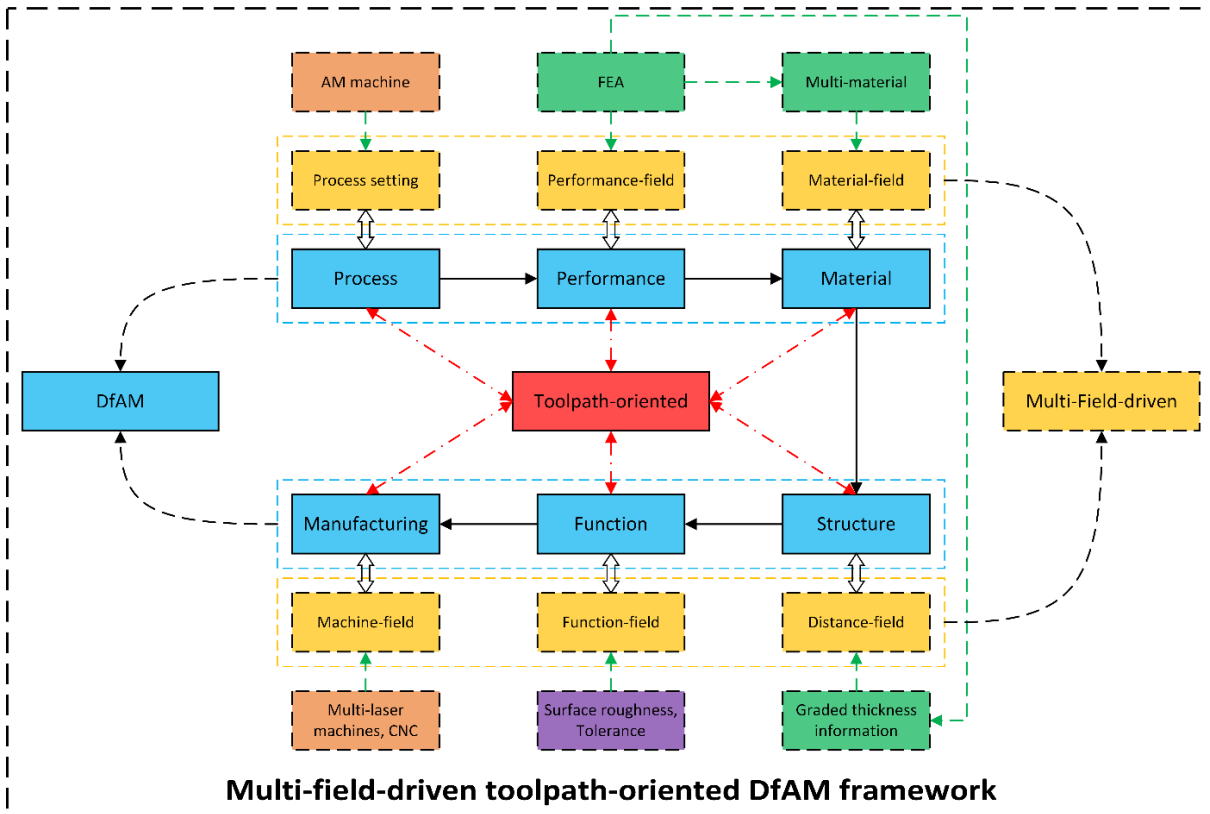 AM machine
FEA
Multi-material
Process setting
Performance-field
Material-field
Process
Performance
Material
DfAM
Toolpath-oriented
Multi-Field-driven
Manufacturing
Function
Structure
Machine-field
Function-field
Distance-field
Multi-laser
machines, CNC
Surface roughness,
Tolerance
Graded thickness
information
Multi-field-driven toolpath-oriented DfAM framework